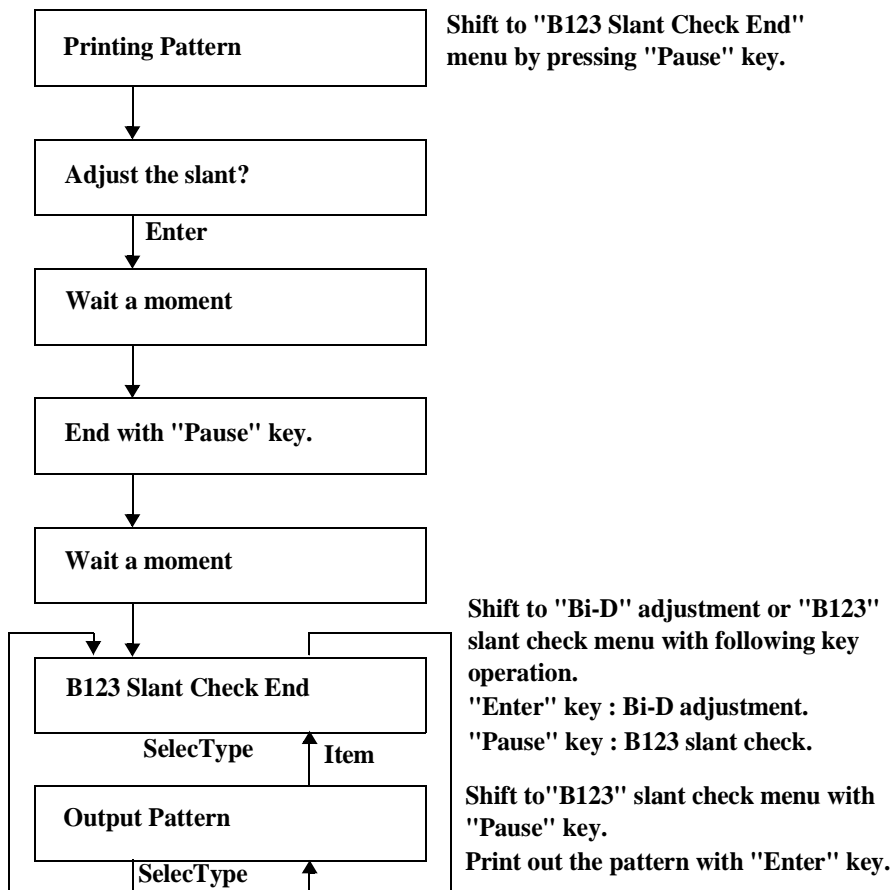 Printing Pattern
Shift to "B123 Slant Check End"
menu by pressing "Pause" key.
Adjust the slant?
Enter
Wait a moment
End with "Pause" key.
Wait a moment
B123 Slant Check End
Shift to "Bi-D" adjustment or "B123"
slant check menu with following key
operation.
"Enter" key : Bi-D adjustment.
"Pause" key : B123 slant check.
SelecType
Item
Output Pattern
Shift to"B123" slant check menu with
"Pause" key.
Print out the pattern with "Enter" key.
SelecType